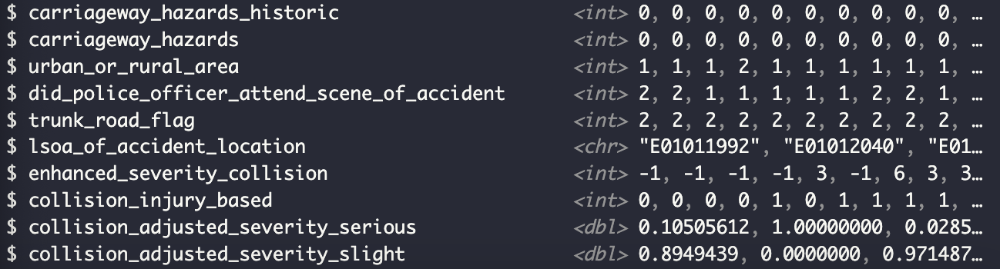 $ carriageway_hazards_historic <int> 0, 0, 0, 0, 0, 0, 0, 0, 0, 0, …
$ carriageway_hazards <int> 0, 0, 0, 0, 0, 0, 0, 0, 0, 0, …
$ urban_or_rural_area <int> 1, 1, 1, 2, 1, 1, 1, 1, 1, 1, …
$ did_police_officer_attend_scene_of_accident <int> 2, 2, 1, 1, 1, 1, 1, 2, 2, 1, …
$ trunk_road_flag <int> 2, 2, 2, 2, 2, 2, 2, 2, 2, 2, …
$ lsoa_of_accident_location <chr> "E01011992", "E01012040", "E01…
$ enhanced_severity_collision <int> -1, -1, -1, -1, 3, -1, 6, 3, 3…
$ collision_injury_based <int> 0, 0, 0, 0, 1, 0, 1, 1, 1, 1, …
$ collision_adjusted_severity_serious <dbl> 0.10505612, 1.00000000, 0.0285…
$ collision_adjusted_severity_slight <dbl> 0.8949439, 0.0000000, 0.971487…